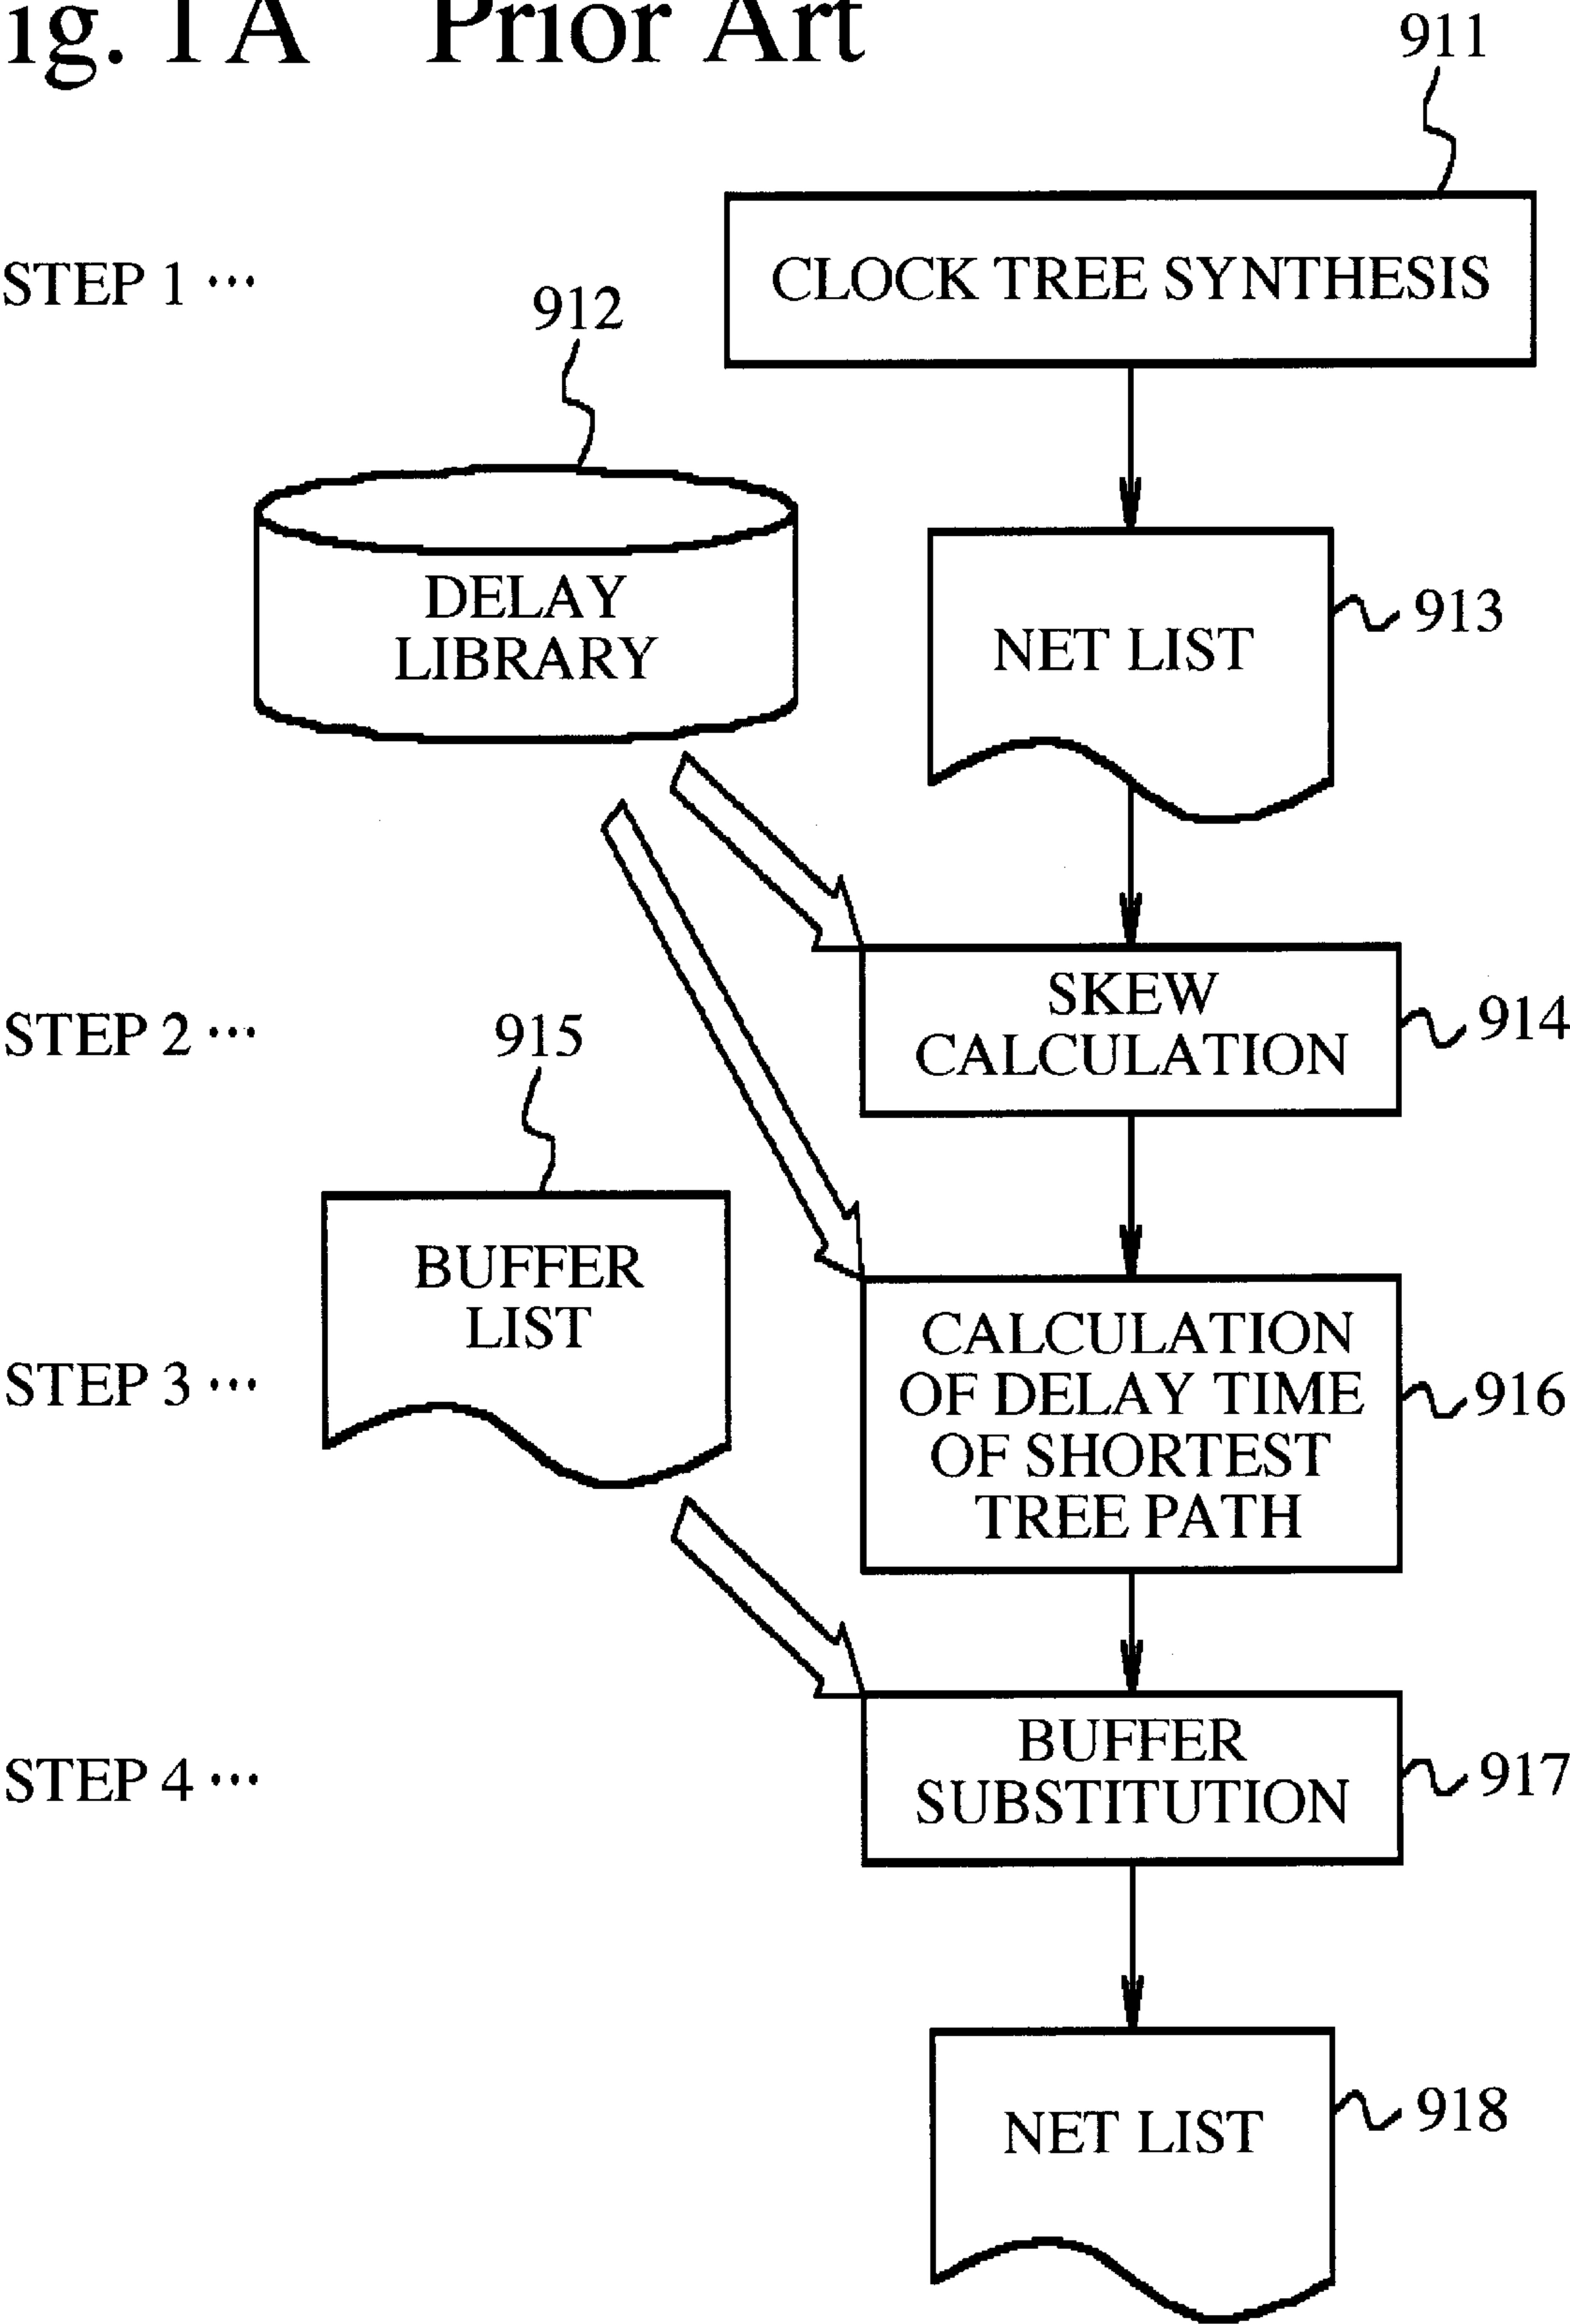 ig. 1A Prior Art
911
STEP 1 ···
CLOCK TREE SYNTHESIS
912
DELAY
LIBRARY
NET LIST
913
STEP 2 ···
SKEW
CALCULATION
914
915
BUFFER
LIST
STEP 3 ···
CALCULATION
OF DELAY TIME
OF SHORTEST
TREE PATH
916
STEP 4 ···
BUFFER
SUBSTITUTION
917
NET LIST
918